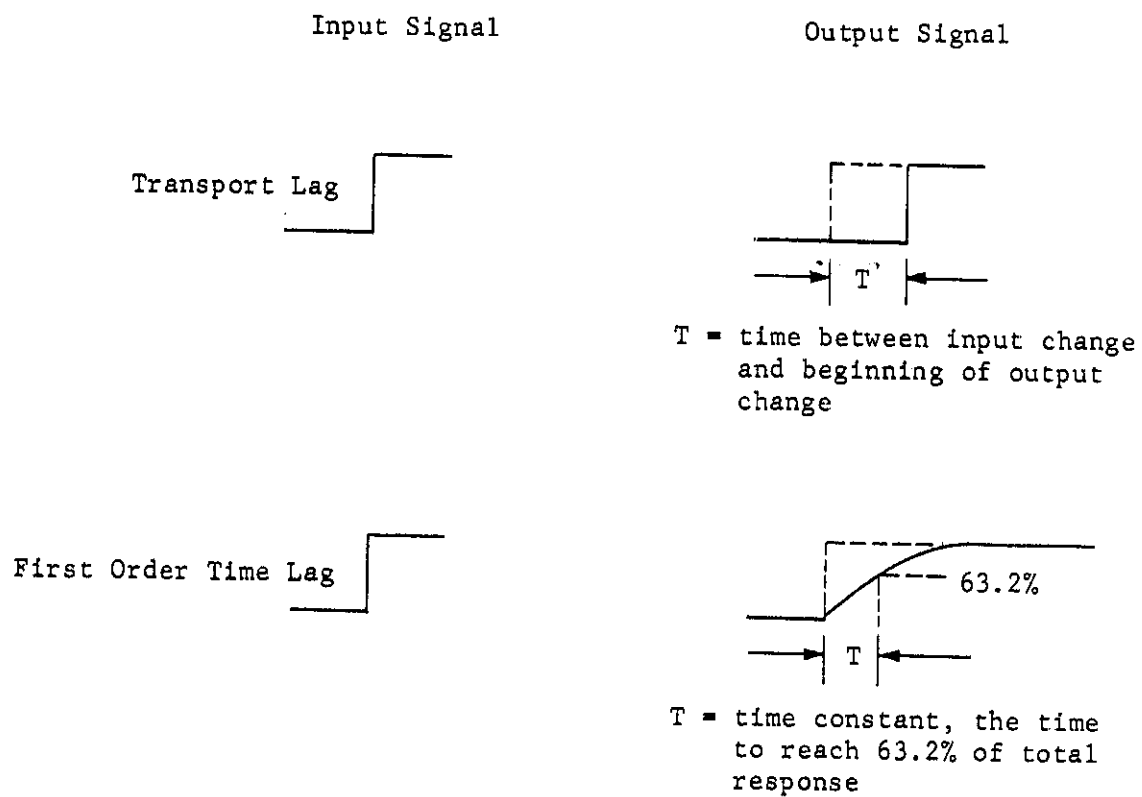 Input Signal
Output Signal
Transport Lag
T
T = time between input change
and beginning of output
change
First Order Time Lag
63.2%
T
T = time constant, the time
to reach 63.2% of total
response